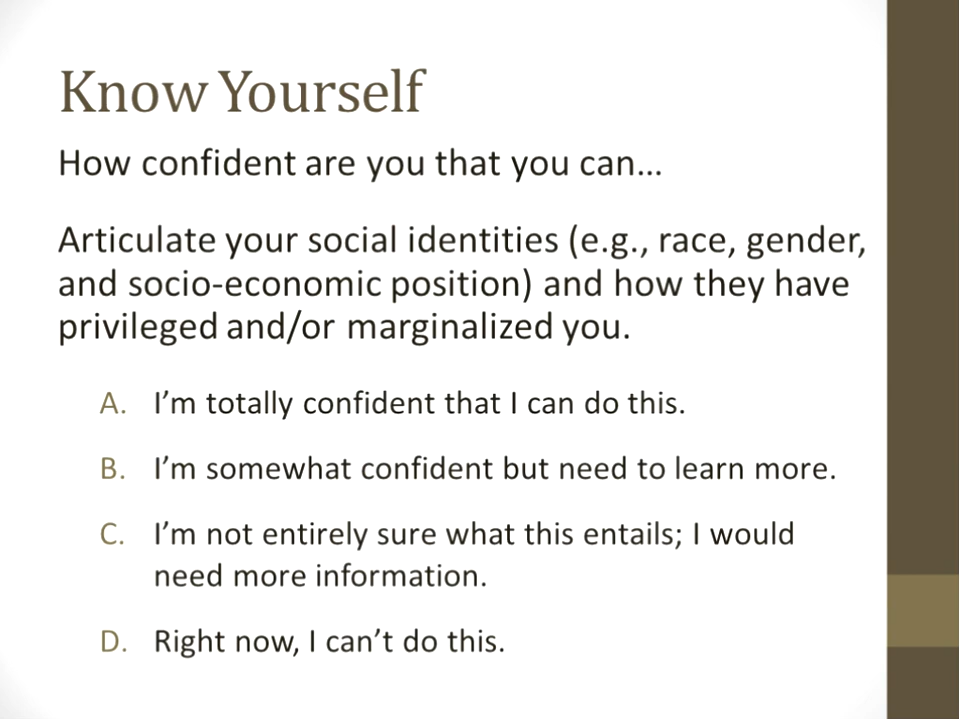 Know Yourself
How confident are you that you can…
Articulate your social identities (e.g., race, gender,
and socio-economic position) and how they have
privileged and/or marginalized you.
A. I’m totally confident that I can do this.
B. I’m somewhat confident but need to learn more.
C. I’m not entirely sure what this entails; I would
need more information.
D. Right now, I can’t do this.